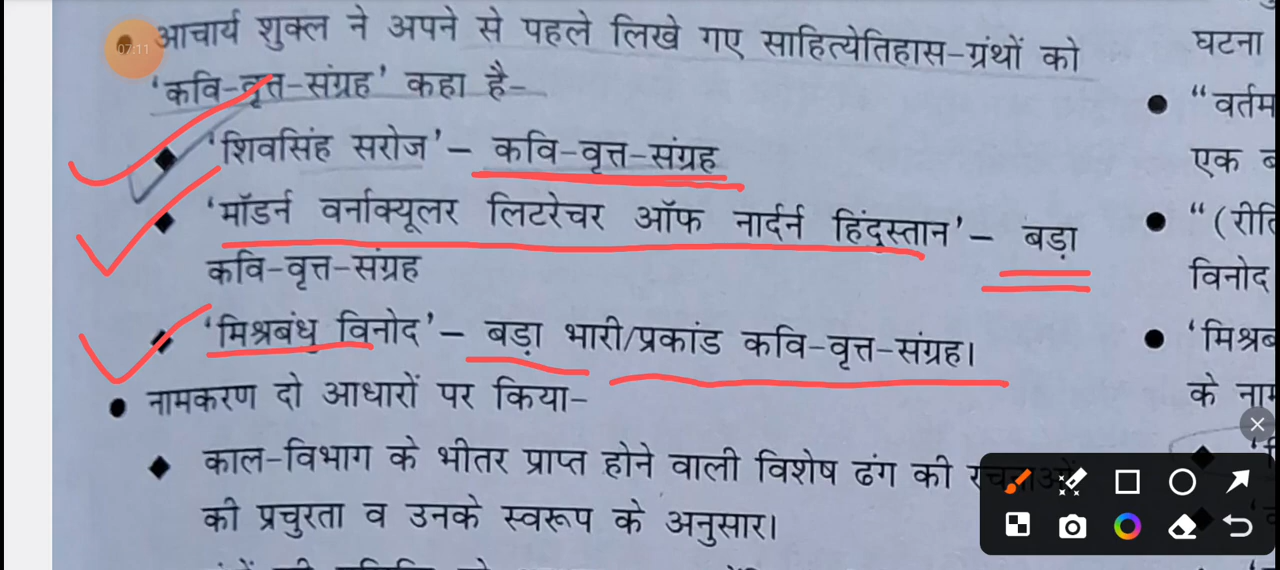 07:11
आचार्य शुक्ल ने अपने से पहले लिखे गए साहित्येतिहास-ग्रंथों को
'कवि-वृत्त-संग्रह' कहा है-
'शिवसिंह सरोज'– कवि-वृत्त-संग्रह
'मॉडर्न वर्नाक्यूलर लिटरेचर ऑफ नार्दर्न हिंदुस्तान'– बड़ा
कवि-वृत्त-संग्रह
'मिश्रबंधु विनोद'– बड़ा भारी/प्रकांड कवि-वृत्त-संग्रह।
नामकरण दो आधारों पर किया-
काल-विभाग के भीतर प्राप्त होने वाली विशेष ढंग की रचनाओं
की प्रचुरता व उनके स्वरूप के अनुसार।
घटना
"वर्तम
एक
"(रीति
विनोद
'मिश्रब
के नाम